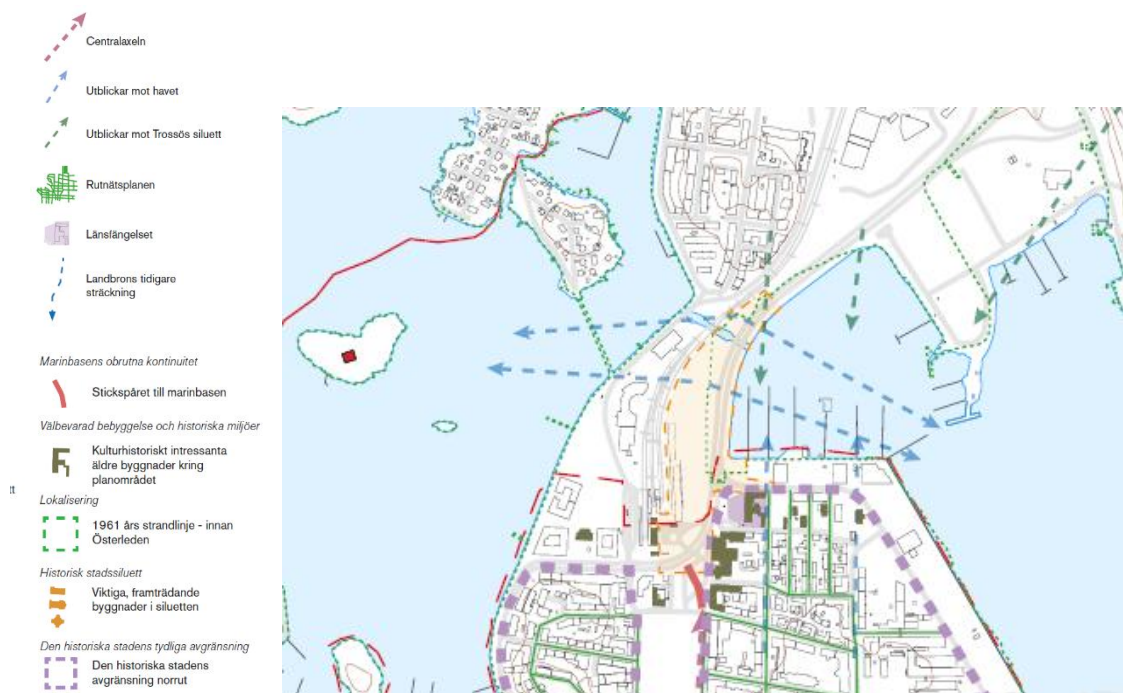 Centralaxeln
Utblickar mot havet
Utblickar mot Trossös siluett
Rutnätsplanen
Länsfängelset
Landbrons tidigare
sträckning
Marinbasens obrutna kontinuitet
Stickspåret till marinbasen
Välbevarad bebyggelse och historiska miljöer
Kulturhistoriskt intressanta
äldre byggnader kring
planområdet
tt
Lokalisering
1961 års strandlinje - innan
Österleden
Historisk stadssiluett
Viktiga, framträdande
byggnader i siluetten
Den historiska stadens tydliga avgränsning
Den historiska stadens
avgränsning norrut